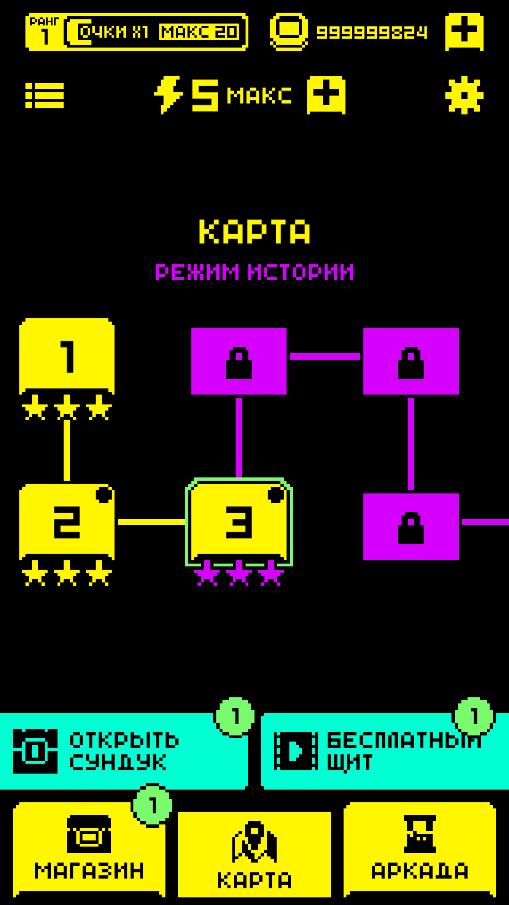 РАНГ
1
ОЧКИ X1 МАКС 20
999999824
5 МАКС
КАРТА
РЕЖИМ ИСТОРИИ
1
2
3
1
ОТКРЫТЬ
СУНДУК
1
БЕСПЛАТНЫЙ
ЩИТ
1
МАГАЗИН
КАРТА
АРКАДА